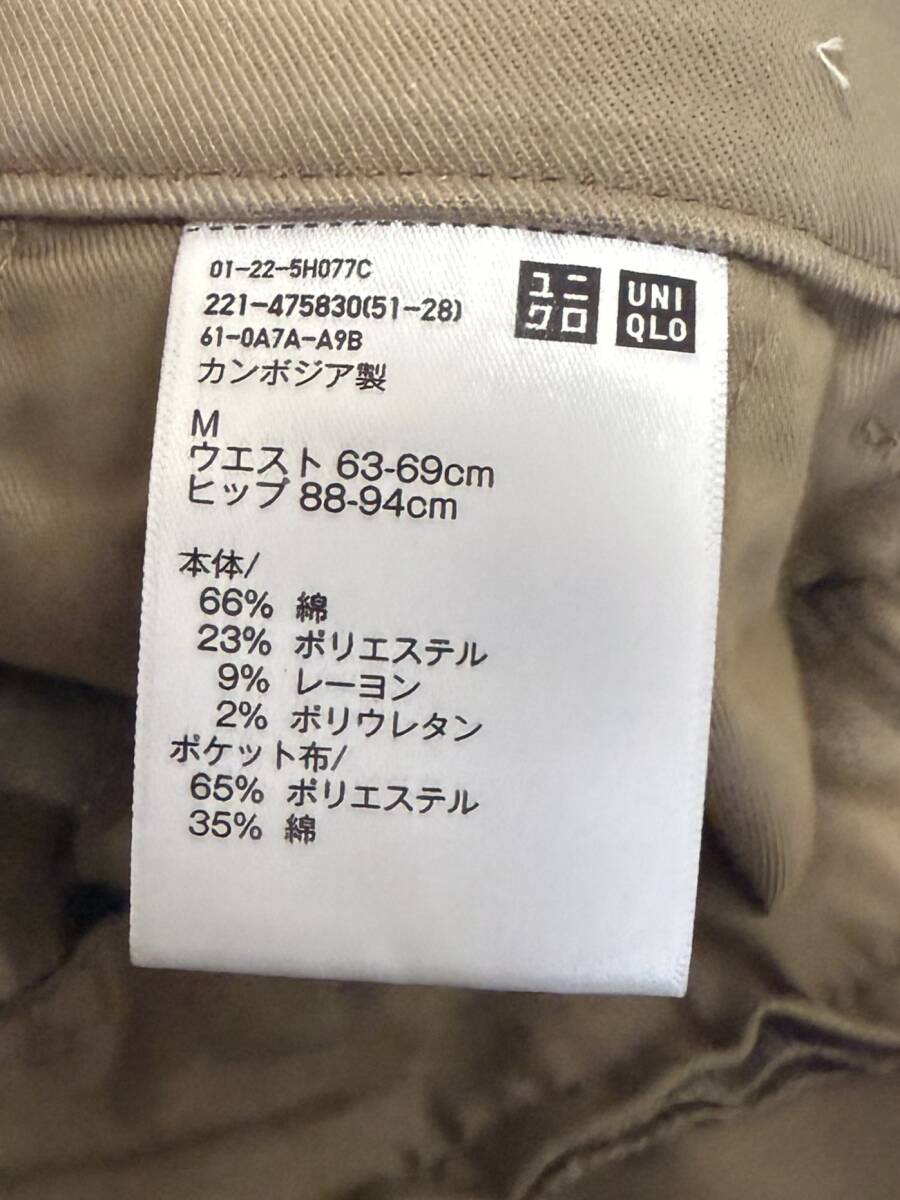 01-22-5H077C
221-475830(51-28)
61-0A7A-A9B
カンボジア製
ユニ
クロ
UNI
QLO
M
ウエスト 63-69cm
ヒップ 88-94cm
本体/
66% 綿
23% ポリエステル
9% レーヨン
2% ポリウレタン
ポケット布/
65% ポリエステル
35% 綿